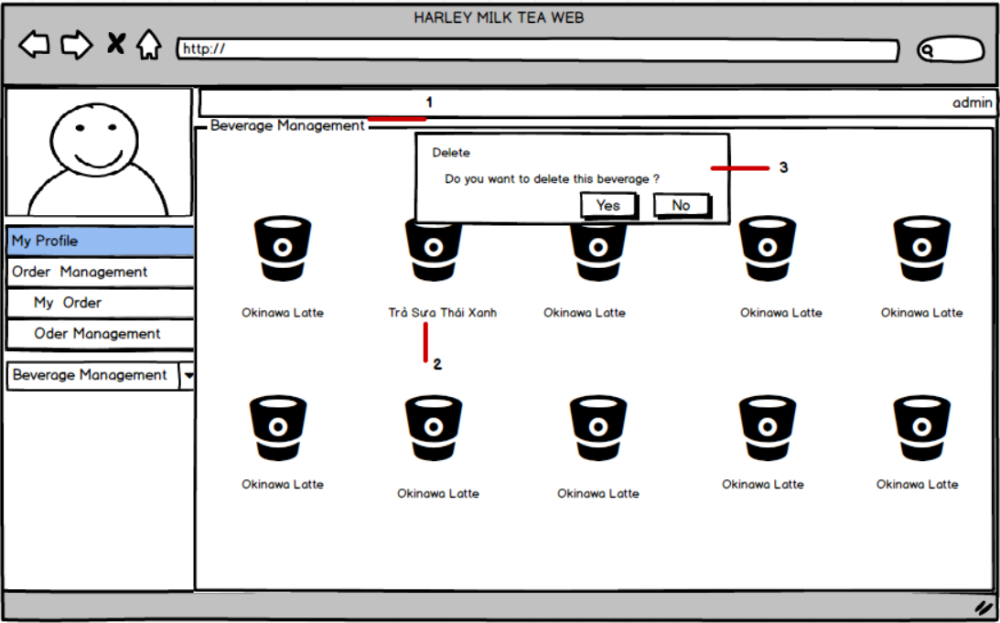 HARLEY MILK TEA WEB
http://
1
admin
Beverage Management
Delete
3
Do you want to delete this beverage ?
Yes
No
My Profile
Order Management
My Order
Oder Management
Beverage Management
Okinawa Latte
Trà Sưa Thái Xanh
Okinawa Latte
Okinawa Latte
Okinawa Latte
2
Okinawa Latte
Okinawa Latte
Okinawa Latte
Okinawa Latte
Okinawa Latte